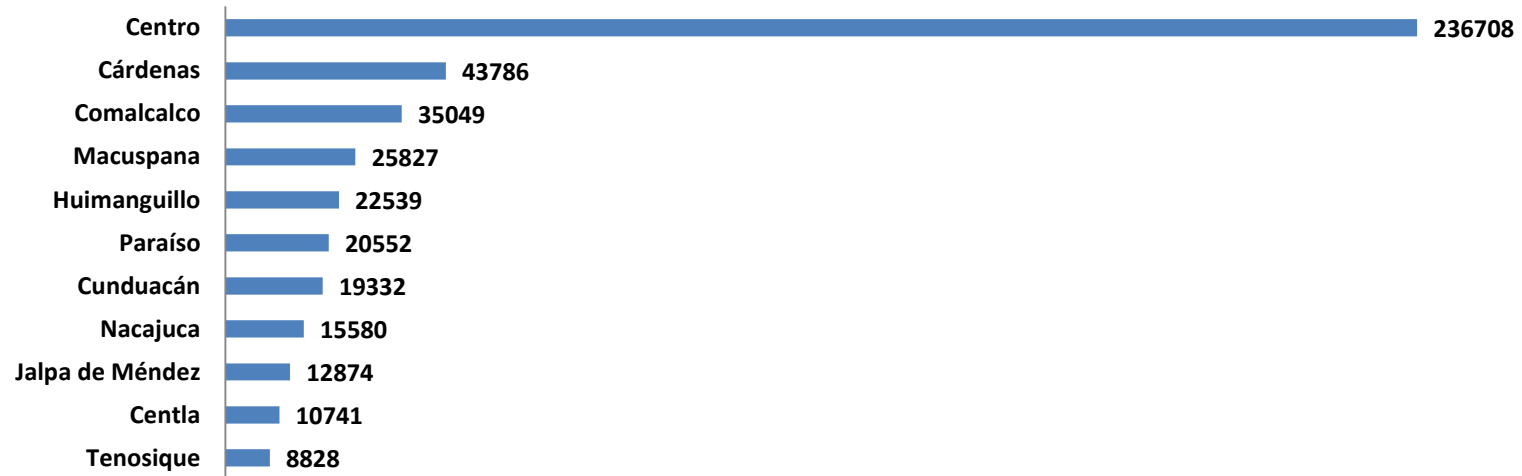 Centro 236708
Cárdenas 43786
Comalcalco 35049
Macuspana 25827
Huimanguillo 22539
Paraíso 20552
Cunduacán 19332
Nacajuca 15580
Jalpa de Méndez 12874
Centla 10741
Tenosique 8828